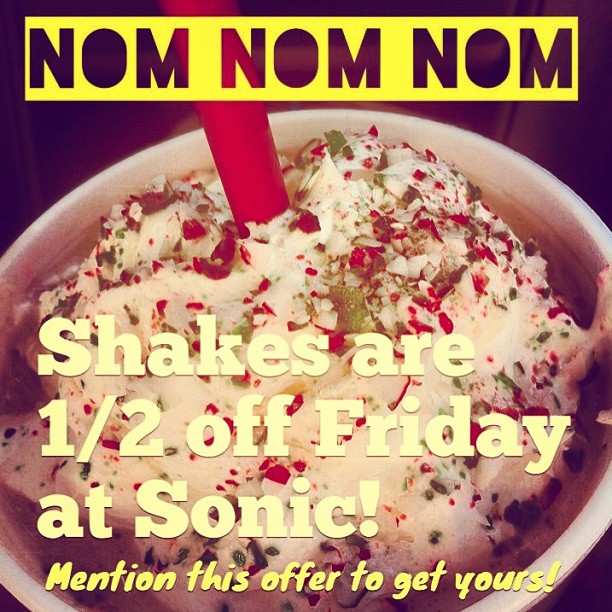 NOM NOM NOM
Shakes are
1/2 off Friday
at Sonic!
Mention this offer to get yours!